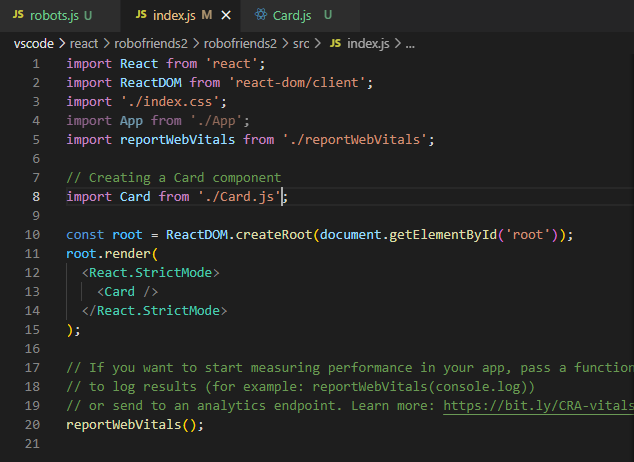 JS robots.js U JS index.js M × Card.js U
vscode > react > robofriends2 > robofriends2 > src > JS index.js > ...
1 import React from 'react';
2 import ReactDOM from 'react-dom/client';
3 import './index.css';
4 import App from './App';
5 import reportWebVitals from './reportWebVitals';
6
7 // Creating a Card component
8 import Card from './Card.js';
9
10 const root = ReactDOM.createRoot(document.getElementById('root'));
11 root.render(
12   <React.StrictMode>
13     <Card />
14   </React.StrictMode>
15 );
16
17 // If you want to start measuring performance in your app, pass a function
18 // to log results (for example: reportWebVitals(console.log))
19 // or send to an analytics endpoint. Learn more: https://bit.ly/CRA-vitals
20 reportWebVitals();
21